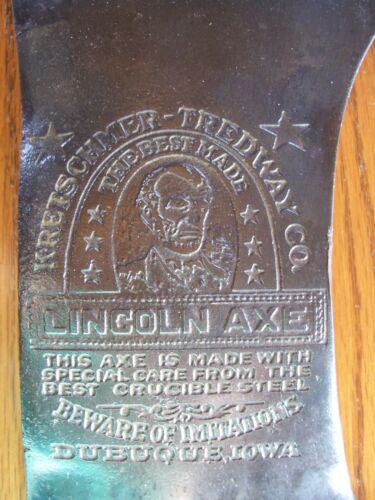 KRETSCHMER-TREDWAY CO.
THE BEST MADE
LINCOLN AXE
THIS AXE IS MADE WITH
SPECIAL CARE FROM THE
BEST CRUCIBLE STEEL
BEWARE OF IMITATIONS
DUBUQUE, IOWA